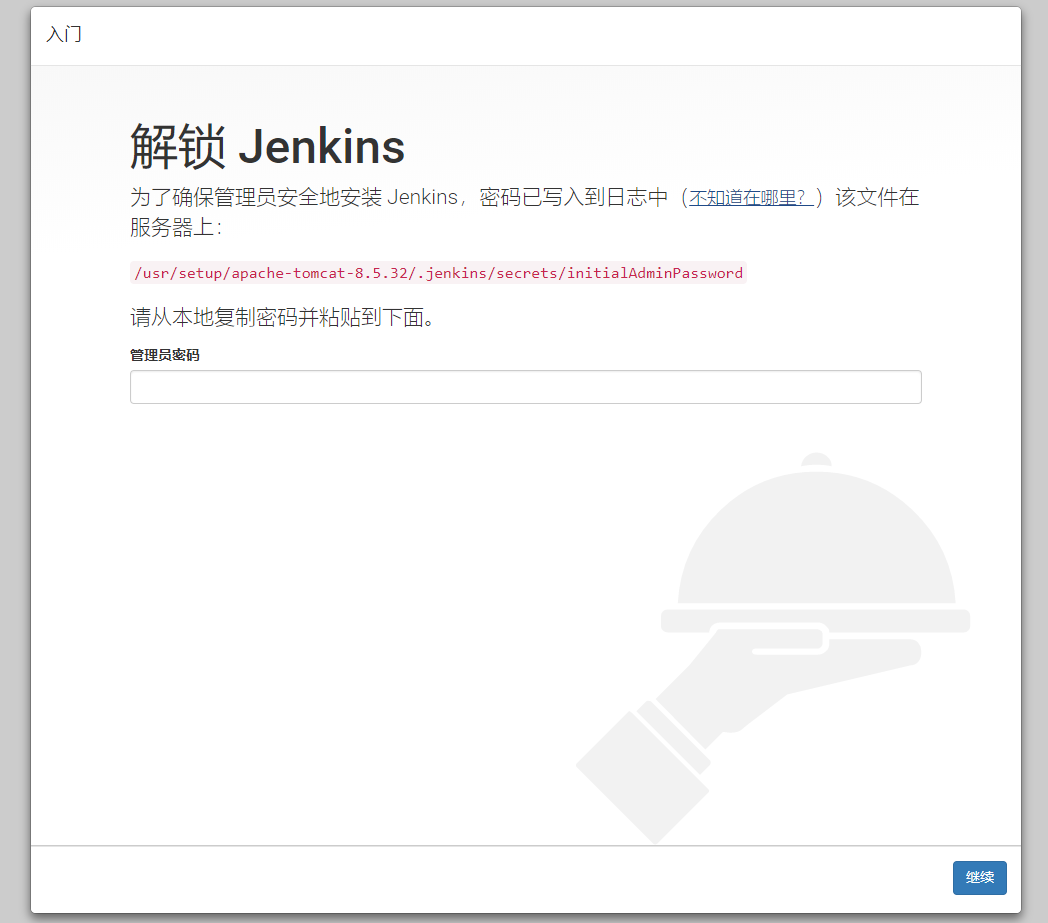 入门
解锁 Jenkins
为了确保管理员安全地安装 Jenkins，密码已写入到日志中（不知道在哪里？）该文件在
服务器上：
/usr/setup/apache-tomcat-8.5.32/.jenkins/secrets/initialAdminPassword
请从本地复制密码并粘贴到下面。
管理员密码
继续